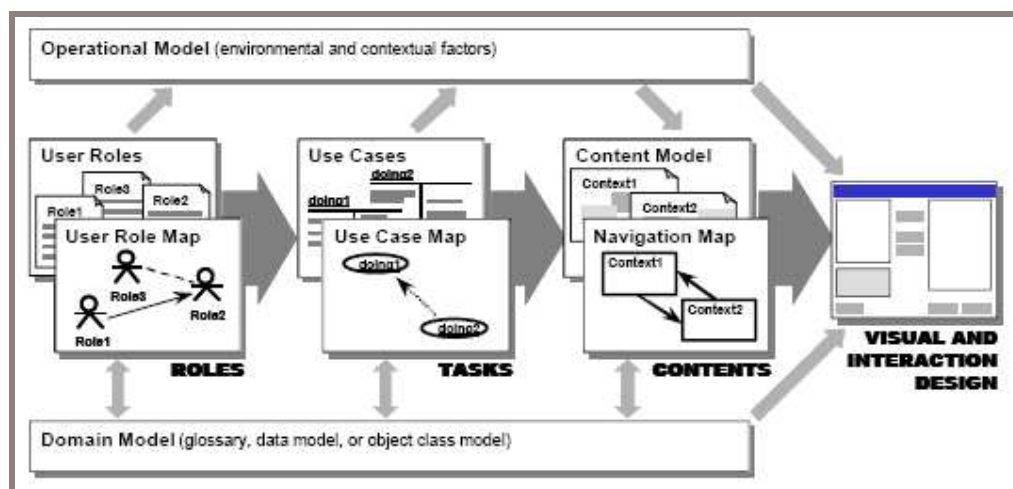 Operational Model (environmental and contextual factors)
User Roles
Role3
Role2
Role1
User Role Map
Role3
Role2
Role1
ROLES
Use Cases
doing2
doing1
Use Case Map
doing1
doing2
TASKS
Content Model
Context1
Context2
Navigation Map
Context1
Context2
CONTENTS
VISUAL AND
INTERACTION
DESIGN
Domain Model (glossary, data model, or object class model)